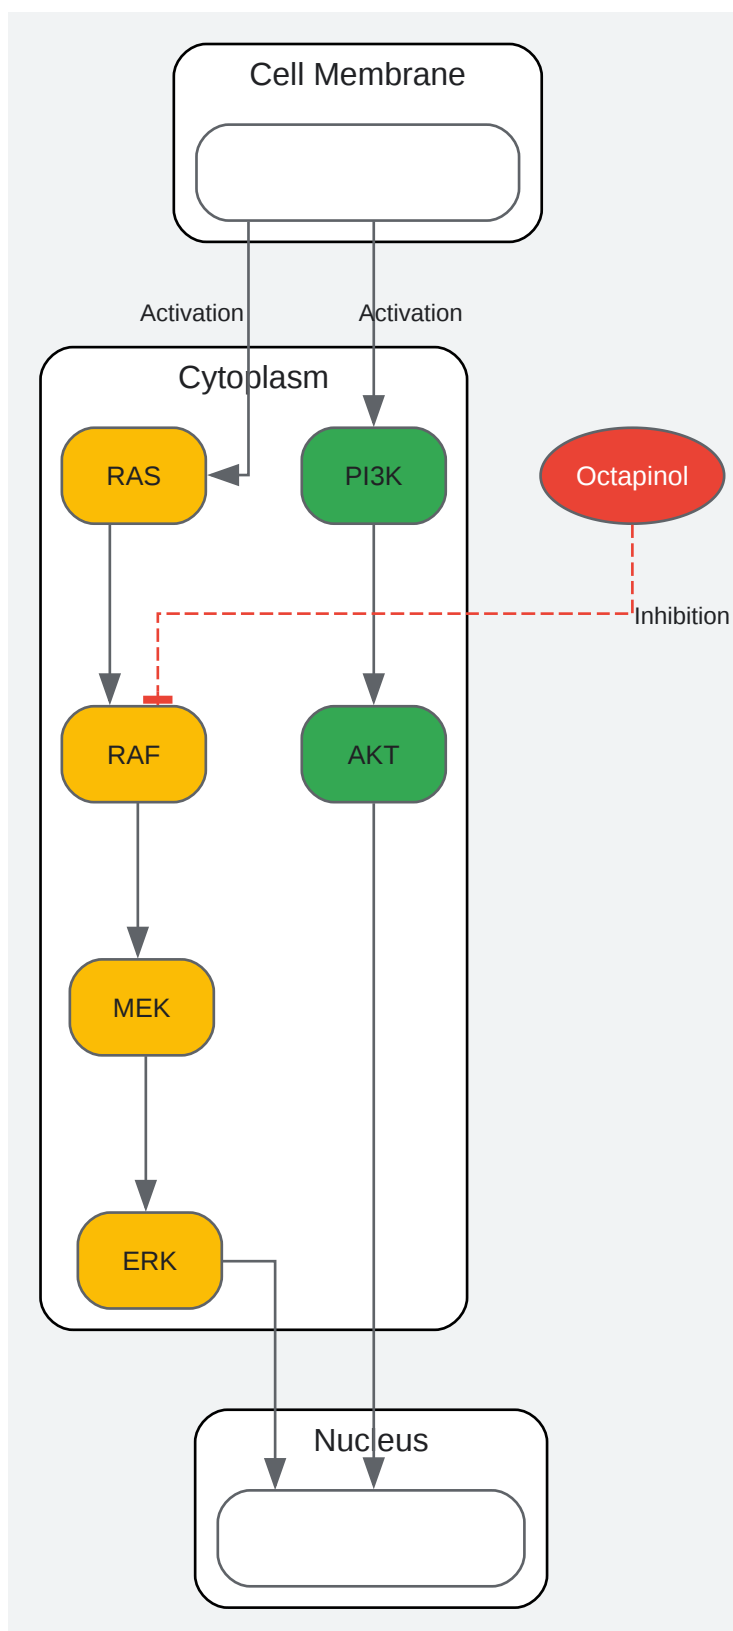 Cell Membrane
Activation
Activation
Cytoplasm
RAS
PI3K
Octapinol
Inhibition
RAF
AKT
MEK
ERK
Nucleus